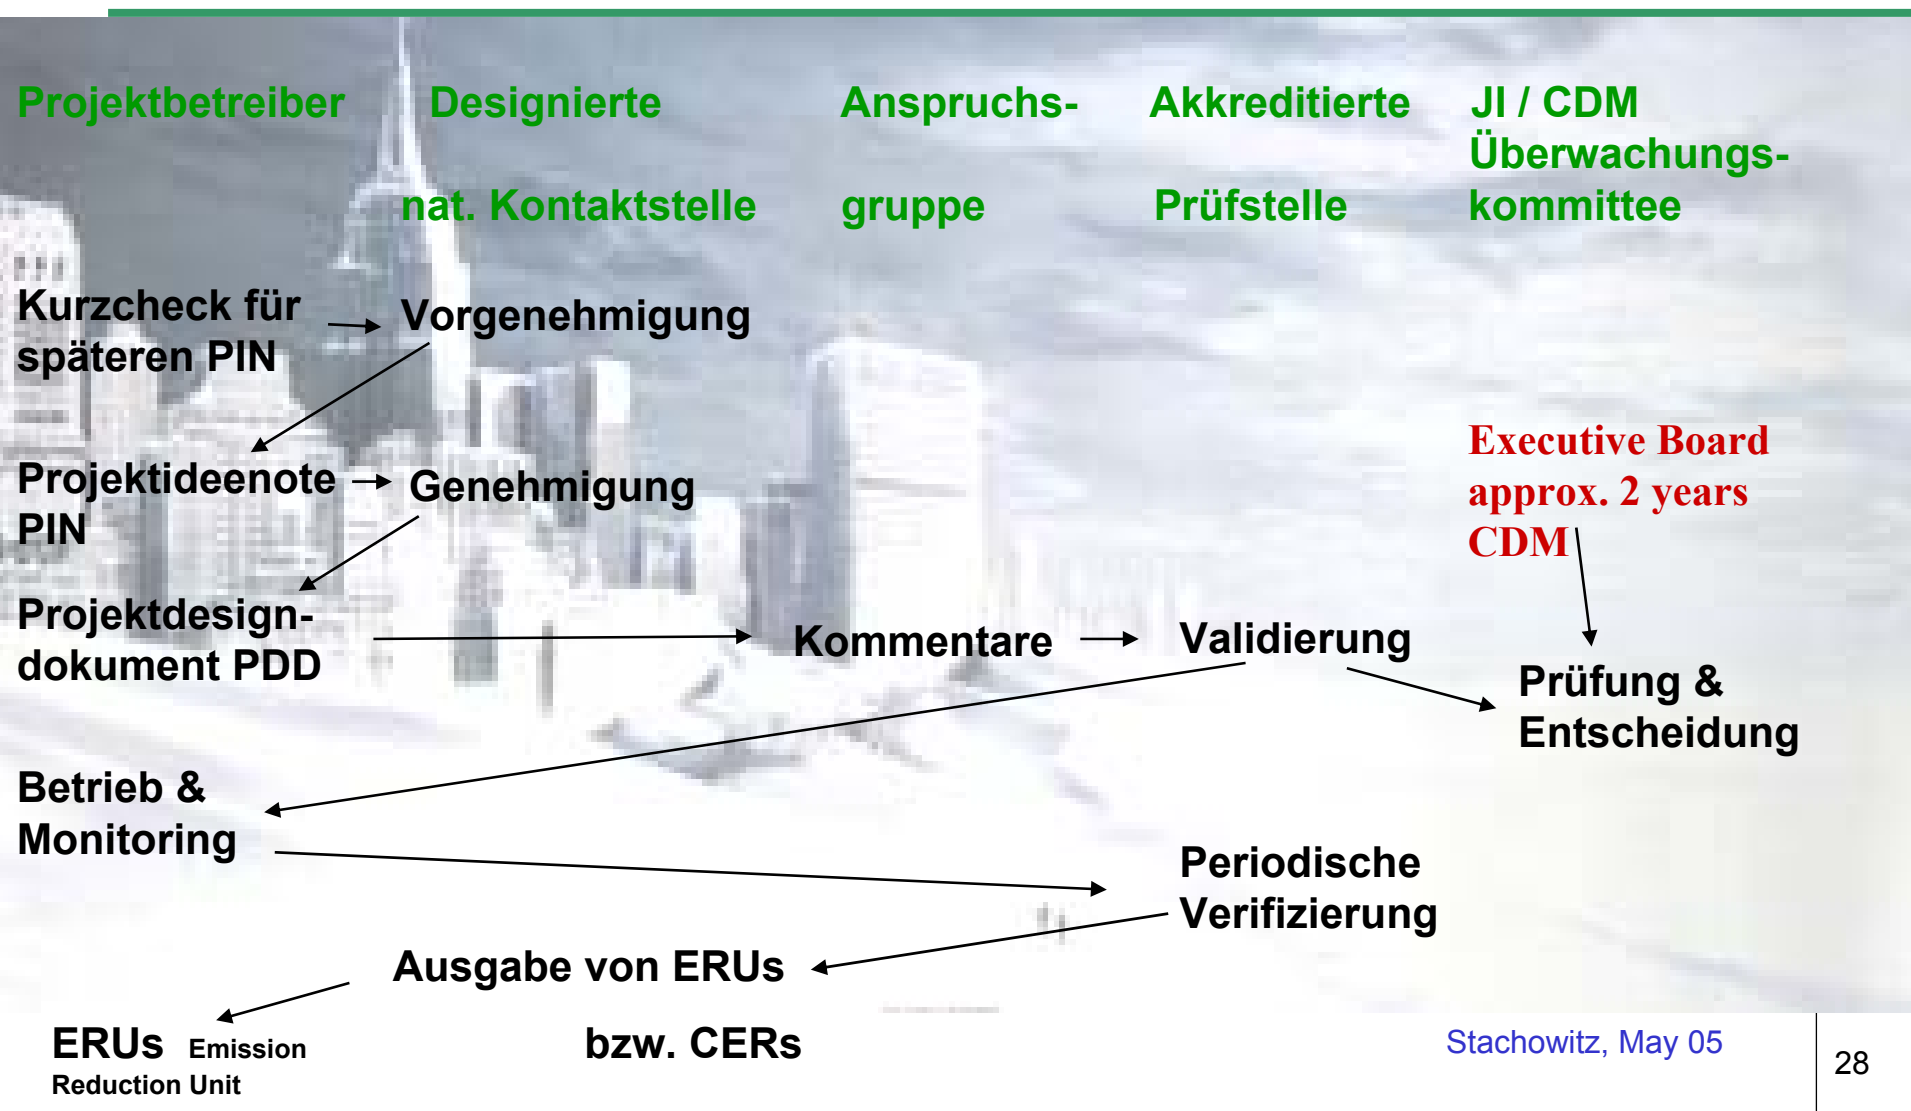 Projektbetreiber Designierte Anspruchs- Akkreditierte JI / CDM
Überwachungs-
nat. Kontaktstelle gruppe Prüfstelle kommittee
Kurzcheck für
späteren PIN
Vorgenehmigung
Executive Board
approx. 2 years
CDM
Projektideenote
PIN
Genehmigung
Projektdesign-
dokument PDD
Kommentare
Validierung
Prüfung &
Entscheidung
Betrieb &
Monitoring
Periodische
Verifizierung
Ausgabe von ERUs
ERUs Emission
Reduction Unit
bzw. CERs
Stachowitz, May 05
28